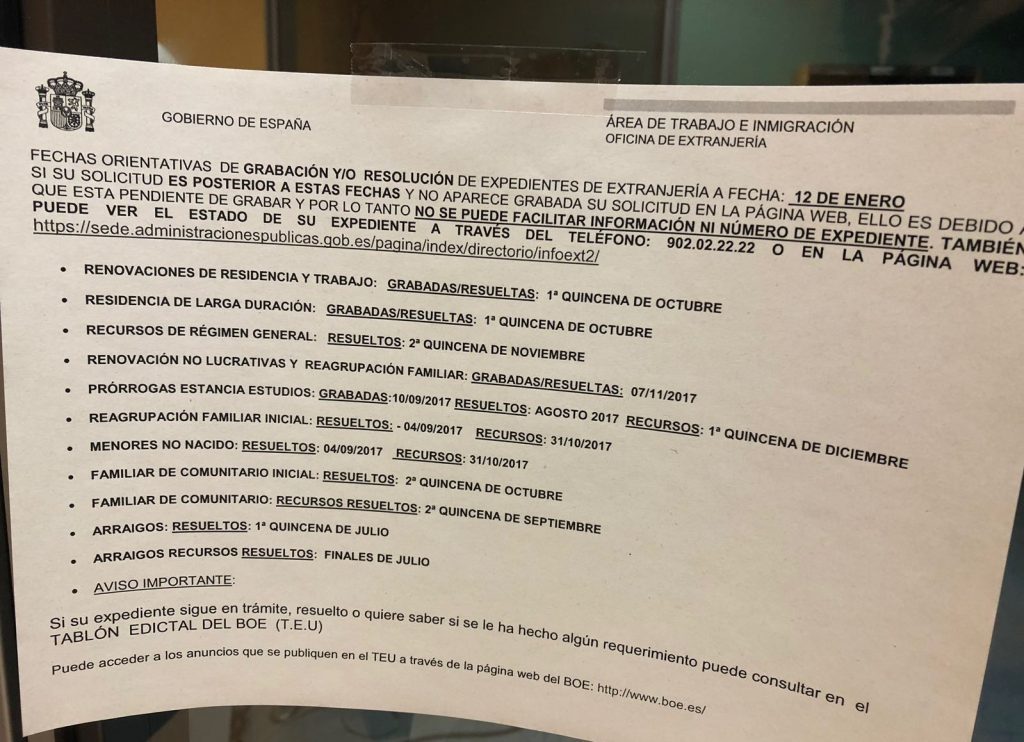 GOBIERNO DE ESPAÑA
ÁREA DE TRABAJO E INMIGRACIÓN
OFICINA DE EXTRANJERÍA
FECHAS ORIENTATIVAS DE GRABACIÓN Y/O RESOLUCIÓN DE EXPEDIENTES DE EXTRANJERÍA A FECHA: 12 DE ENERO
SI SU SOLICITUD ES POSTERIOR A ESTAS FECHAS Y NO APARECE GRABADA SU SOLICITUD EN LA PÁGINA WEB, ELLO ES DEBIDO A
QUE ESTA PENDIENTE DE GRABAR Y POR LO TANTO NO SE PUEDE FACILITAR INFORMACIÓN NI NÚMERO DE EXPEDIENTE. TAMBIÉN
PUEDE VER EL ESTADO DE SU EXPEDIENTE A TRAVÉS DEL TELÉFONO: 902.02.22.22 O EN LA PÁGINA WEB:
https://sede.administracionespublicas.gob.es/pagina/index/directorio/infoext2/
• RENOVACIONES DE RESIDENCIA Y TRABAJO: GRABADAS/RESUELTAS: 1ª QUINCENA DE OCTUBRE
• RESIDENCIA DE LARGA DURACIÓN: GRABADAS/RESUELTAS: 1ª QUINCENA DE OCTUBRE
• RECURSOS DE RÉGIMEN GENERAL: RESUELTOS: 2ª QUINCENA DE NOVIEMBRE
• RENOVACIÓN NO LUCRATIVAS Y REAGRUPACIÓN FAMILIAR: GRABADAS/RESUELTAS: 07/11/2017
• PRÓRROGAS ESTANCIA ESTUDIOS: GRABADAS:10/09/2017 RESUELTOS: AGOSTO 2017 RECURSOS: 1ª QUINCENA DE DICIEMBRE
• REAGRUPACIÓN FAMILIAR INICIAL: RESUELTOS: - 04/09/2017 RECURSOS: 31/10/2017
• MENORES NO NACIDO: RESUELTOS: 04/09/2017 RECURSOS: 31/10/2017
• FAMILIAR DE COMUNITARIO INICIAL: RESUELTOS: 2ª QUINCENA DE OCTUBRE
• FAMILIAR DE COMUNITARIO: RECURSOS RESUELTOS: 2ª QUINCENA DE SEPTIEMBRE
• ARRAIGOS: RESUELTOS: 1ª QUINCENA DE JULIO
• ARRAIGOS RECURSOS RESUELTOS: FINALES DE JULIO
• AVISO IMPORTANTE:
Si su expediente sigue en trámite, resuelto o quiere saber si se le ha hecho algún requerimiento puede consultar en el
TABLÓN EDICTAL DEL BOE (T.E.U)
Puede acceder a los anuncios que se publiquen en el TEU a través de la página web del BOE: http://www.boe.es/